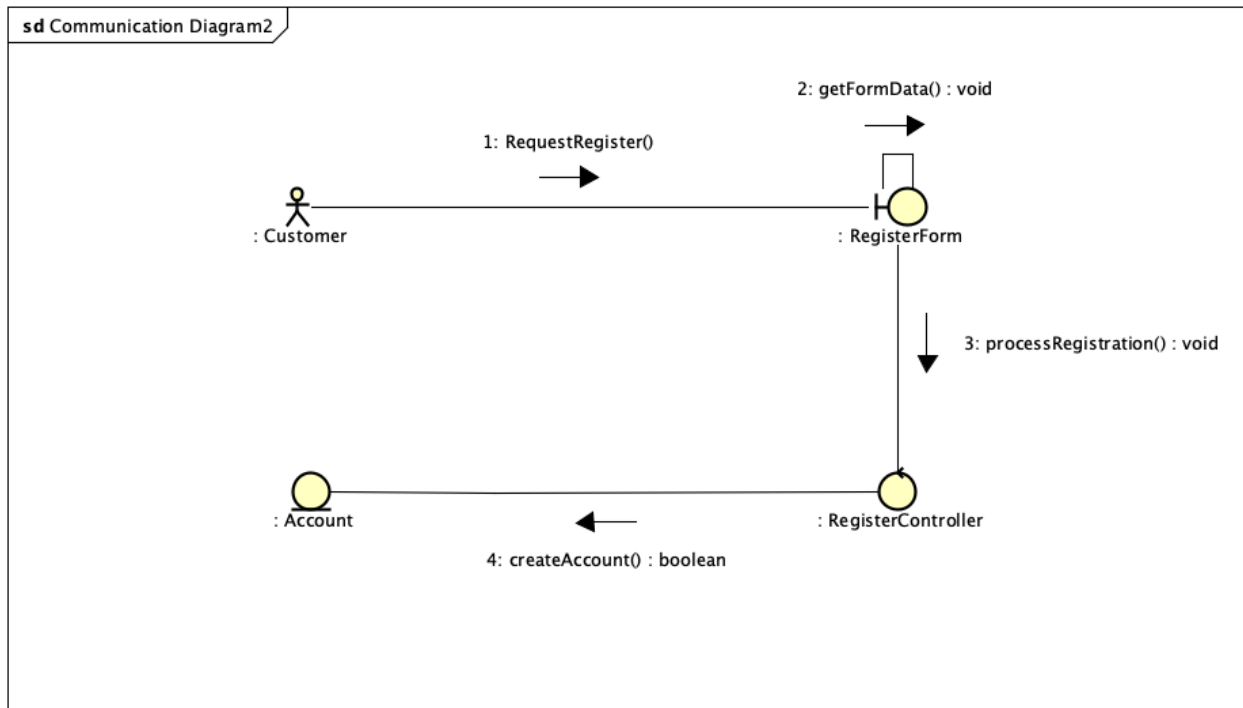 sd Communication Diagram2
2: getFormData() : void
1: RequestRegister()
: Customer
: RegisterForm
3: processRegistration() : void
: Account
: RegisterController
4: createAccount() : boolean